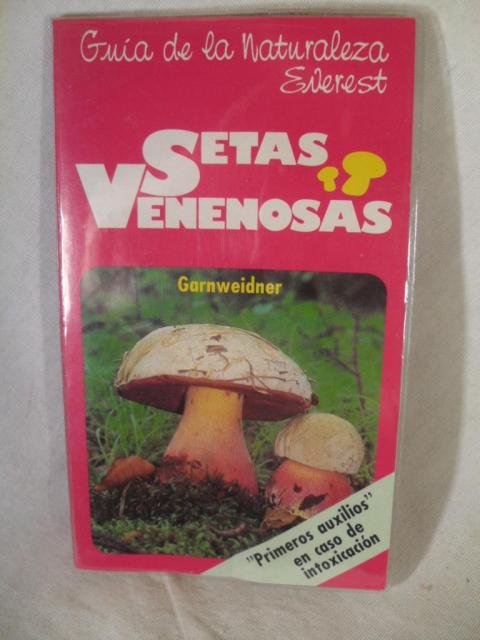 Guía de la Naturaleza
Everest
SETAS
VENENOSAS
Garnweidner
"Primeros auxilios"
en caso de
intoxicación